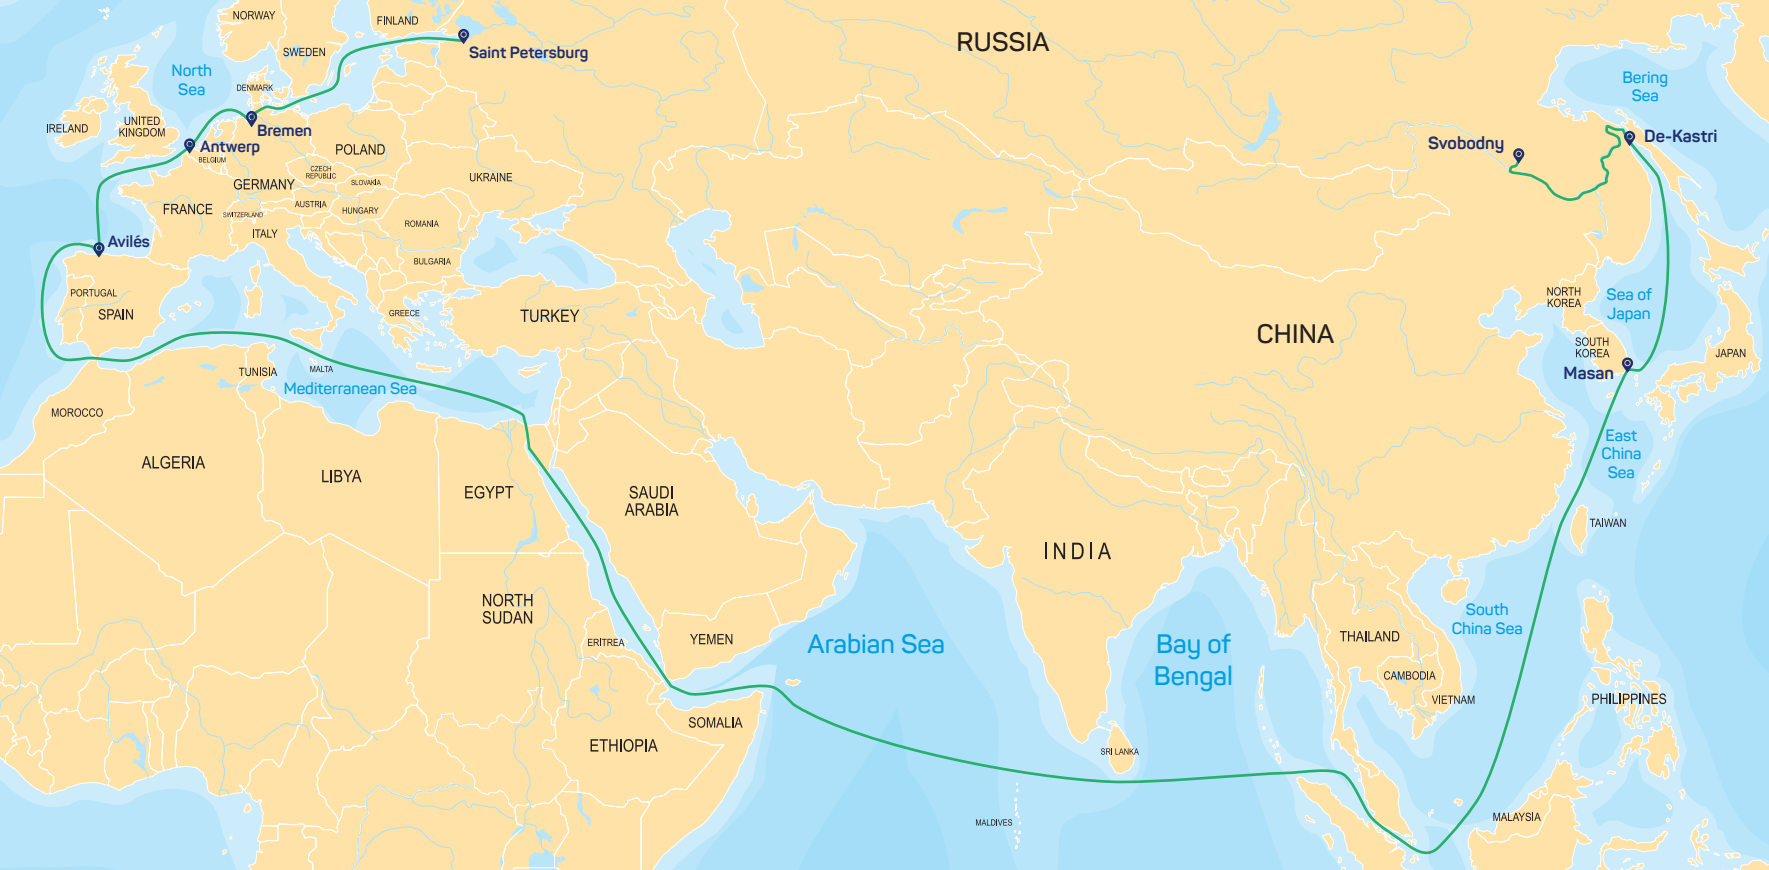 NORWAY
FINLAND
SWEDEN
Saint Petersburg
RUSSIA
North
Sea
DENMARK
Bering
Sea
IRELAND
UNITED
KINGDOM
Bremen
Antwerp
BELGIUM
POLAND
Svobodny
De-Kastri
CZECH
REPUBLIC
GERMANY
SLOVAKIA
UKRAINE
FRANCE
SWITZERLAND
AUSTRIA
HUNGARY
ITALY
ROMANIA
Avilés
BULGARIA
PORTUGAL
SPAIN
GREECE
TURKEY
CHINA
NORTH
KOREA
Sea of
Japan
SOUTH
KOREA
JAPAN
Masan
TUNISIA
MALTA
Mediterranean Sea
MOROCCO
ALGERIA
LIBYA
EGYPT
SAUDI
ARABIA
East
China
Sea
TAIWAN
INDIA
NORTH
SUDAN
ERITREA
YEMEN
Arabian Sea
Bay of
Bengal
THAILAND
South
China Sea
CAMBODIA
VIETNAM
PHILIPPINES
SOMALIA
ETHIOPIA
SRI LANKA
MALDIVES
MALAYSIA